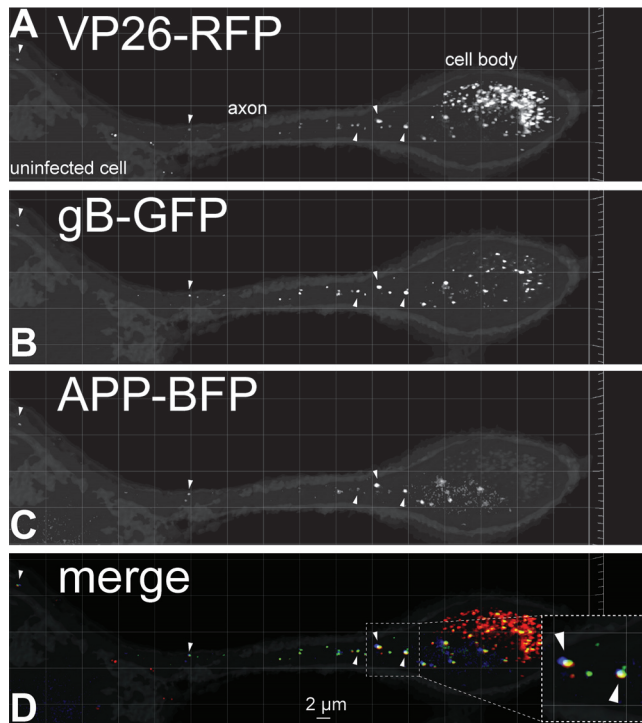 A
VP26-RFP
cell body
axon
uninfected cell
gB-GFP
B
APP-BFP
C
merge
D
2 μm